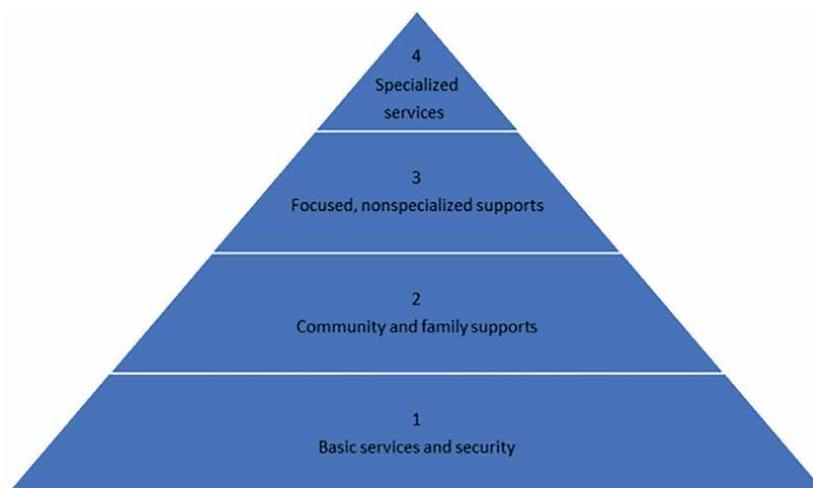 4
Specialized
services
3
Focused, nonspecialized supports
2
Community and family supports
1
Basic services and security